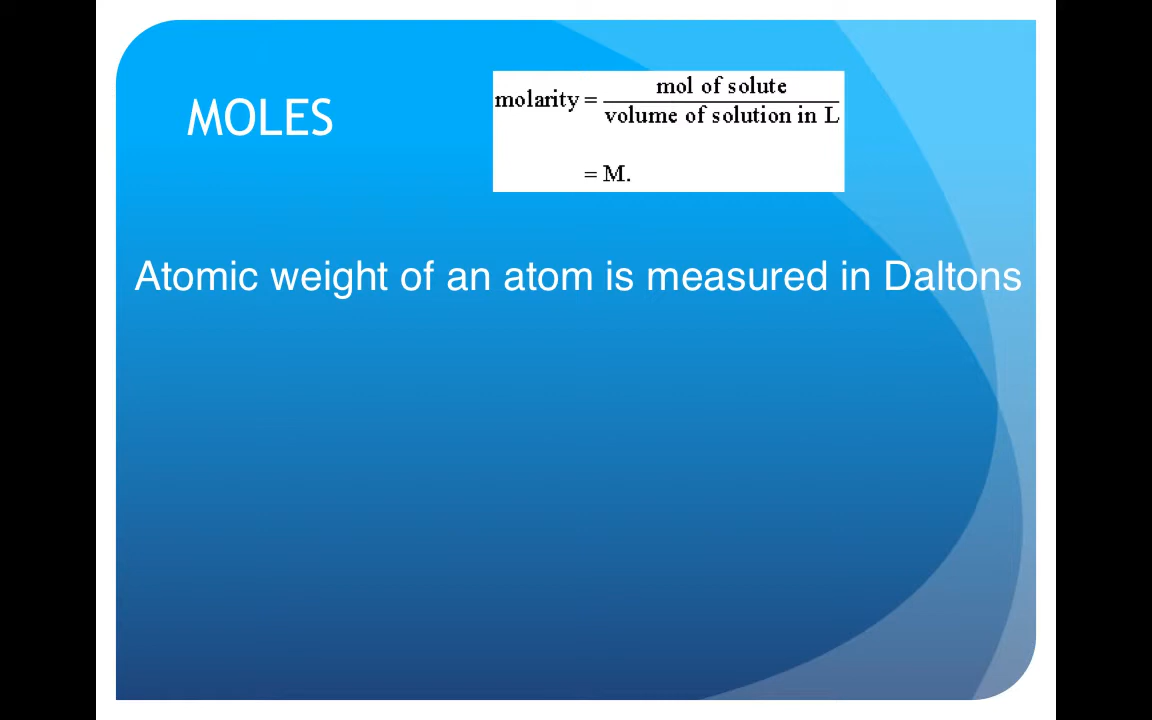 MOLES
molarity = mol of solute / volume of solution in L
= M.
Atomic weight of an atom is measured in Daltons